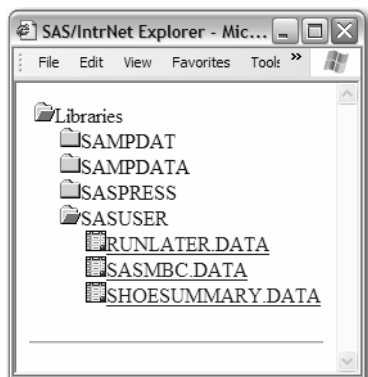 SAS/IntrNet Explorer - Mic...
File Edit View Favorites Tools »
Libraries
SAMPDAT
SAMPDATA
SASPRESS
SASUSER
RUNLATER.DATA
SASMBC.DATA
SHOESUMMARY.DATA